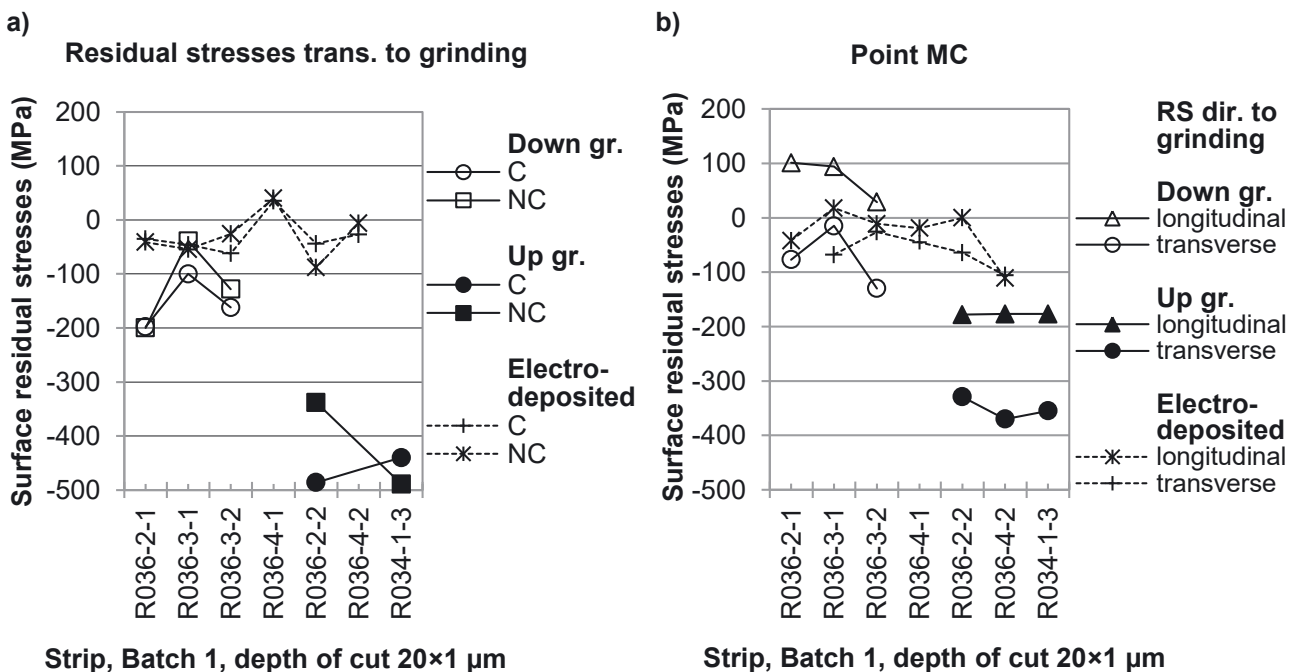 a)
Residual stresses trans. to grinding
Surface residual stresses (MPa)
200
100
0
-100
-200
-300
-400
-500
R036-2-1
R036-3-1
R036-3-2
R036-4-1
R036-2-2
R036-4-2
R034-1-3
Strip, Batch 1, depth of cut 20×1 µm
Down gr.
C
NC
Up gr.
C
NC
Electro-
deposited
C
NC
b)
Point MC
Surface residual stresses (MPa)
200
100
0
-100
-200
-300
-400
-500
R036-2-1
R036-3-1
R036-3-2
R036-4-1
R036-2-2
R036-4-2
R034-1-3
Strip, Batch 1, depth of cut 20×1 µm
RS dir. to
grinding
Down gr.
longitudinal
transverse
Up gr.
longitudinal
transverse
Electro-
deposited
longitudinal
transverse